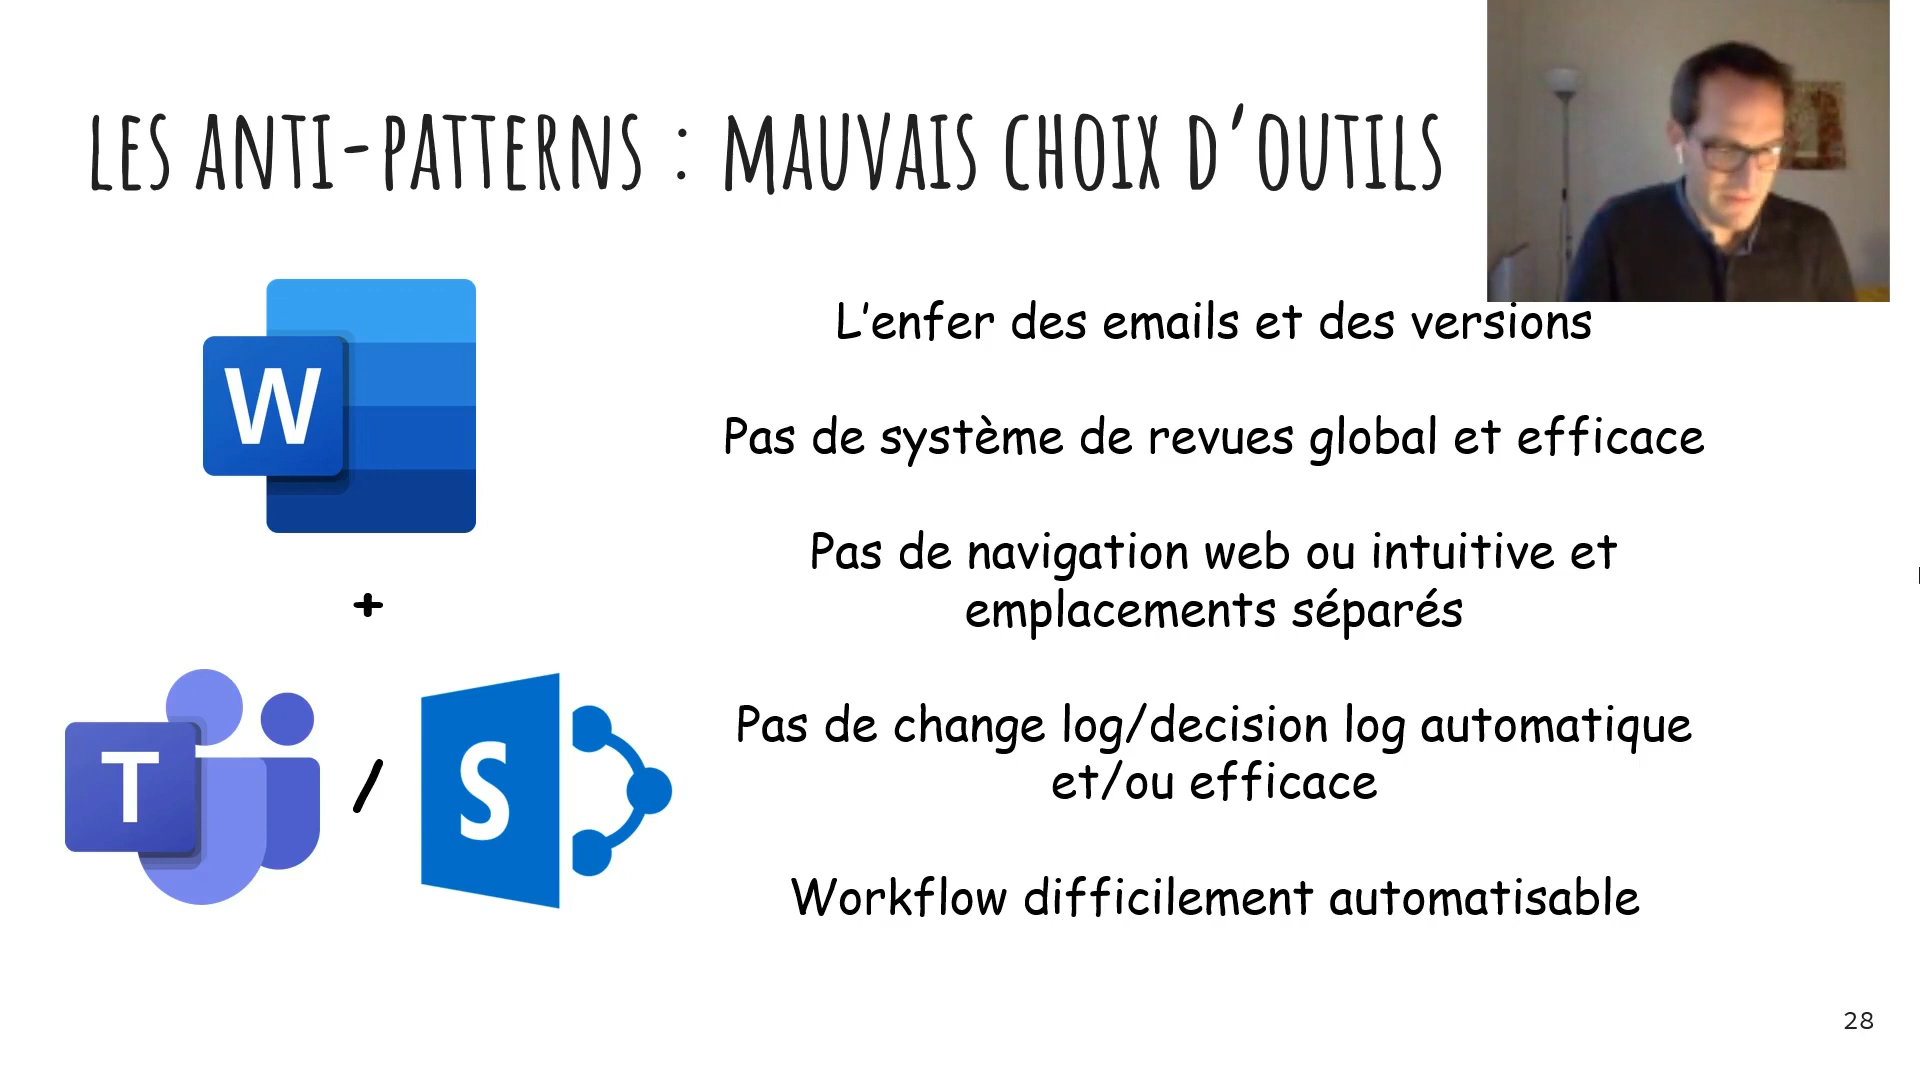 LES ANTI-PATTERNS : MAUVAIS CHOIX D'OUTILS
L'enfer des emails et des versions
W
Pas de système de revues global et efficace
Pas de navigation web ou intuitive et
emplacements séparés
+
Pas de change log/decision log automatique
et/ou efficace
T
/
S
Workflow difficilement automatisable
28